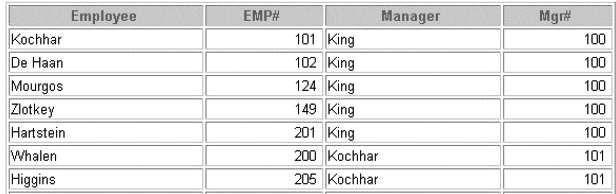 Employee EMP# Manager Mgr#
Kochhar 101 King 100
De Haan 102 King 100
Mourgos 124 King 100
Zlotkey 149 King 100
Hartstein 201 King 100
Whalen 200 Kochhar 101
Higgins 205 Kochhar 101